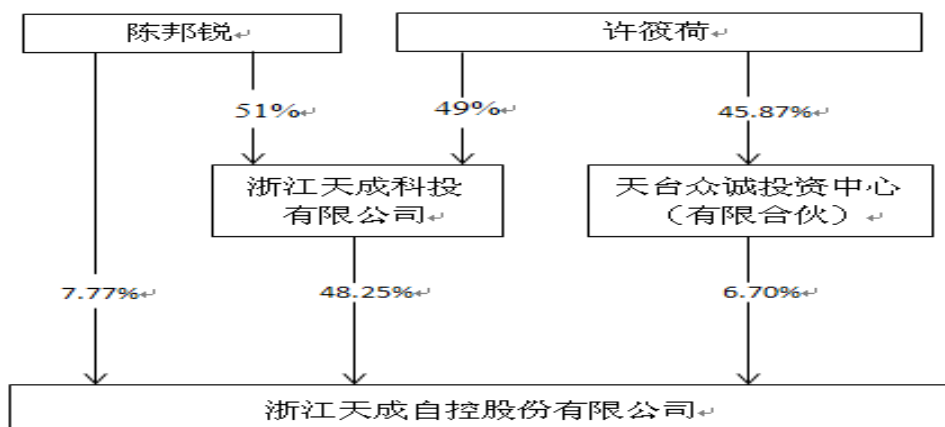 陈邦锐
许筱荷
51%
49%
45.87%
浙江天成科投
有限公司
天台众诚投资中心
（有限合伙）
7.77%
48.25%
6.70%
浙江天成自控股份有限公司